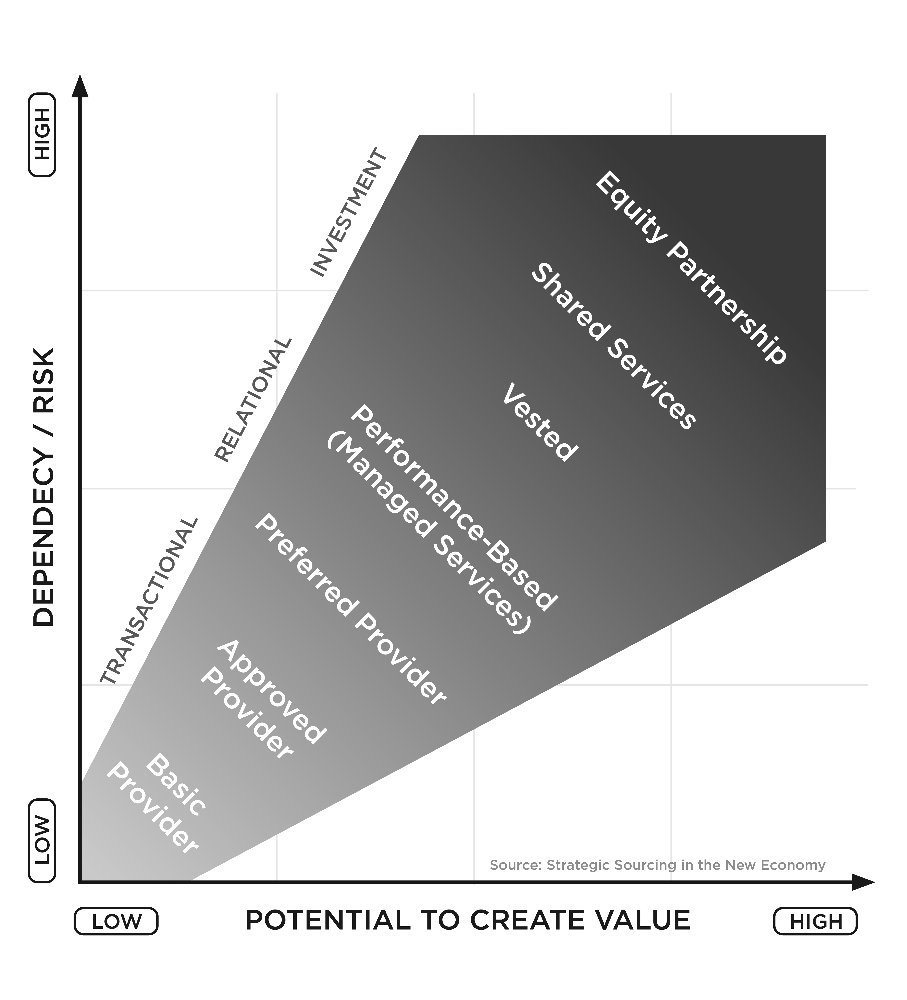 HIGH
DEPENDECY / RISK
LOW
INVESTMENT
RELATIONAL
TRANSACTIONAL
Equity Partnership
Shared Services
Vested
Performance-Based
(Managed Services)
Preferred Provider
Approved
Provider
Basic
Provider
Source: Strategic Sourcing in the New Economy
LOW
POTENTIAL TO CREATE VALUE
HIGH